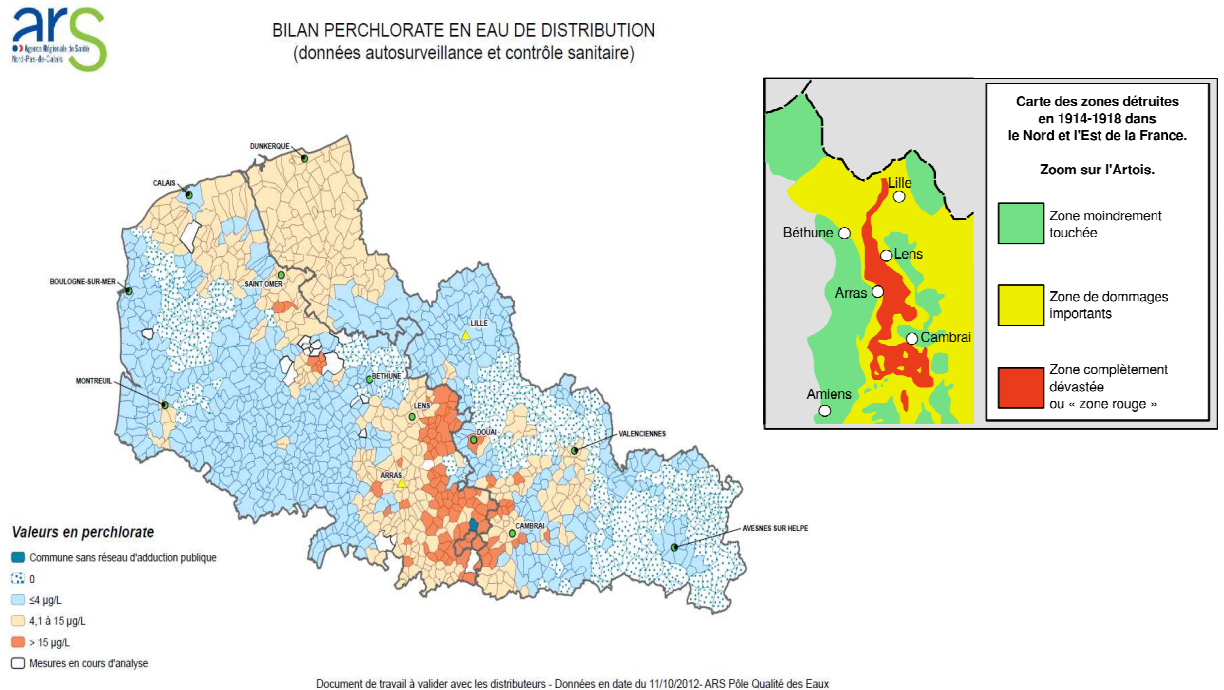 ars
Agence Régionale de Santé
Nord-Pas-de-Calais
BILAN PERCHLORATE EN EAU DE DISTRIBUTION
(données autosurveillance et contrôle sanitaire)
DUNKERQUE
CALAIS
BOULOGNE-SUR-MER
SAINT OMER
LILLE
MONTREUIL
BETHUNE
LENS
DOUAI
VALENCIENNES
ARRAS
CAMBRAI
AVESNES SUR HELPE
Valeurs en perchlorate
Commune sans réseau d'adduction publique
0
≤4 µg/L
4,1 à 15 µg/L
> 15 µg/L
Mesures en cours d'analyse
Carte des zones détruites
en 1914-1918 dans
le Nord et l'Est de la France.
Zoom sur l'Artois.
Zone moindrement
touchée
Zone de dommages
importants
Zone complètement
dévastée
ou « zone rouge »
Lille
Béthune
Lens
Arras
Cambrai
Amiens
Document de travail à valider avec les distributeurs - Données en date du 11/10/2012- ARS Pôle Qualité des Eaux